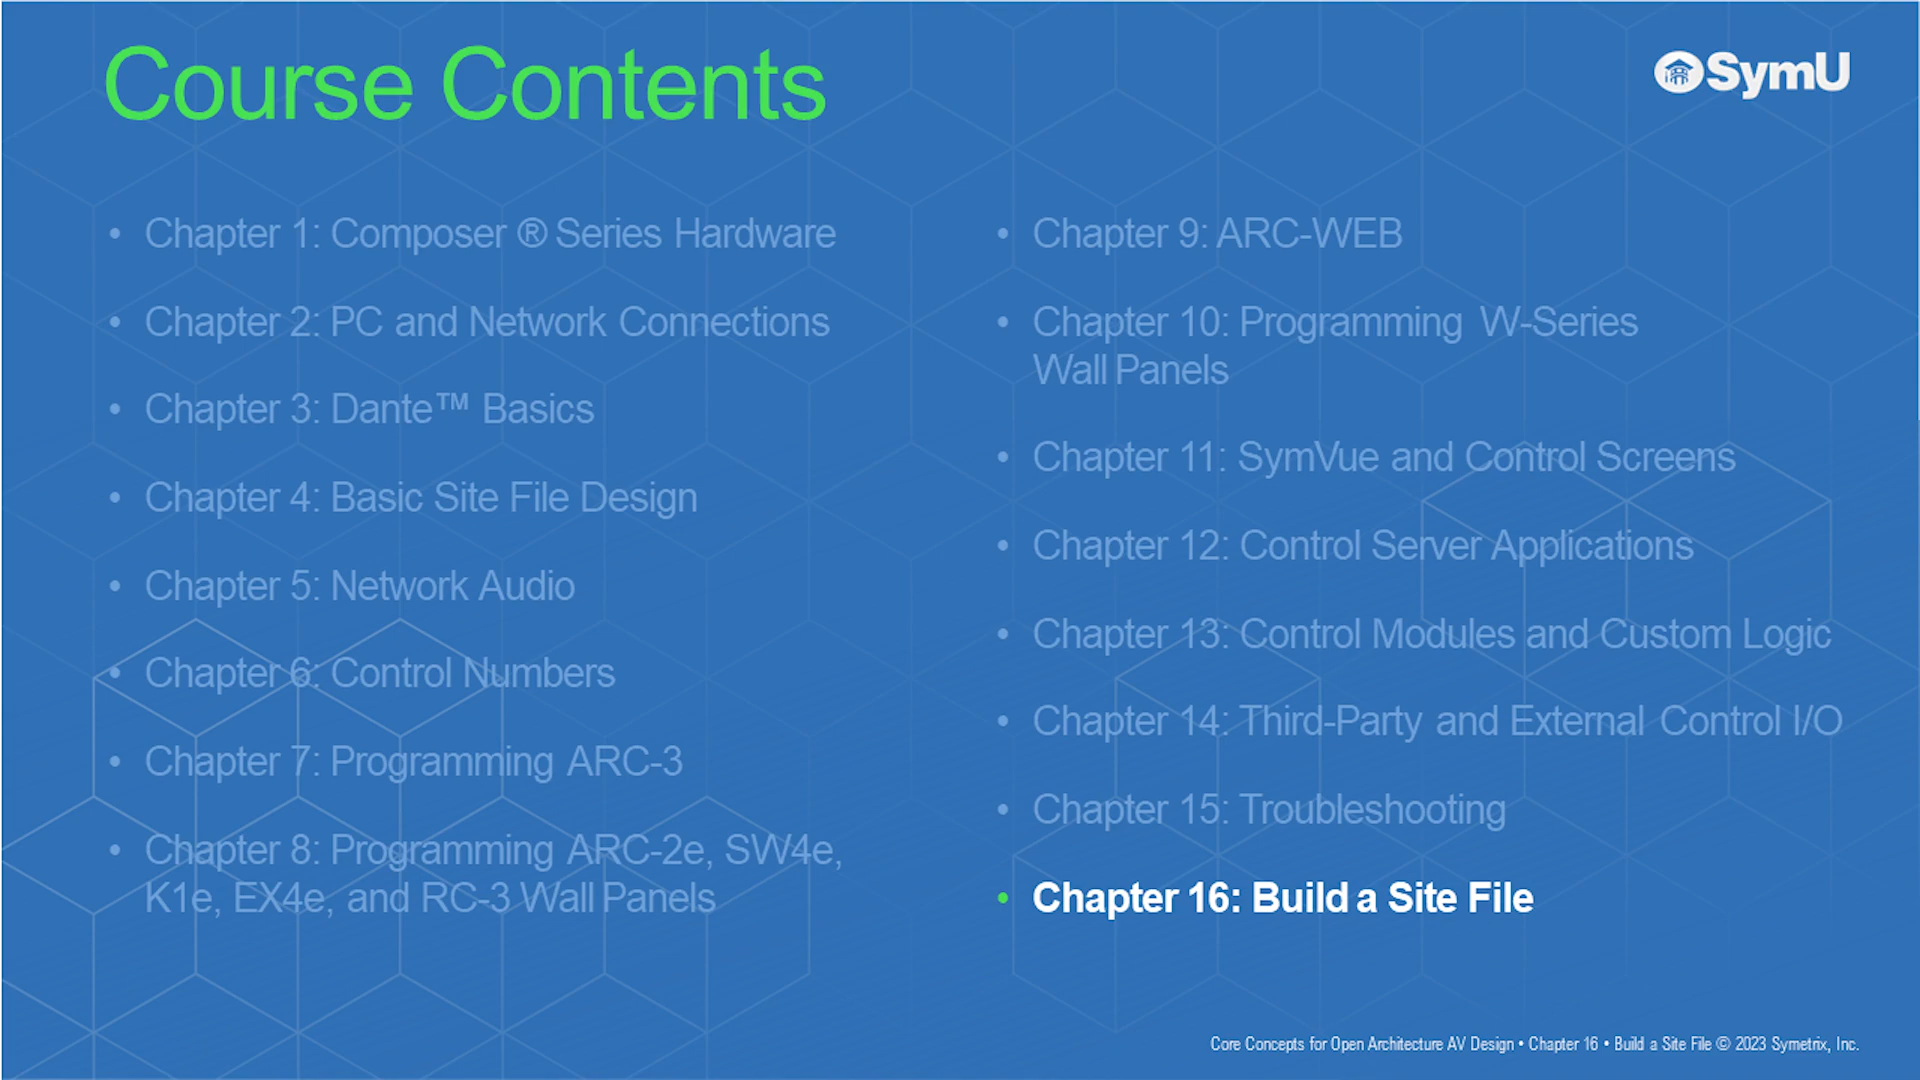 Course Contents
SymU
• Chapter 1: Composer ® Series Hardware
• Chapter 2: PC and Network Connections
• Chapter 3: Dante™ Basics
• Chapter 4: Basic Site File Design
• Chapter 5: Network Audio
• Chapter 6: Control Numbers
• Chapter 7: Programming ARC-3
• Chapter 8: Programming ARC-2e, SW4e,
K1e, EX4e, and RC-3 Wall Panels
• Chapter 9: ARC-WEB
• Chapter 10: Programming W-Series
Wall Panels
• Chapter 11: SymVue and Control Screens
• Chapter 12: Control Server Applications
• Chapter 13: Control Modules and Custom Logic
• Chapter 14: Third-Party and External Control I/O
• Chapter 15: Troubleshooting
• Chapter 16: Build a Site File
Core Concepts for Open Architecture AV Design • Chapter 16 • Build a Site File © 2023 Symetrix, Inc.